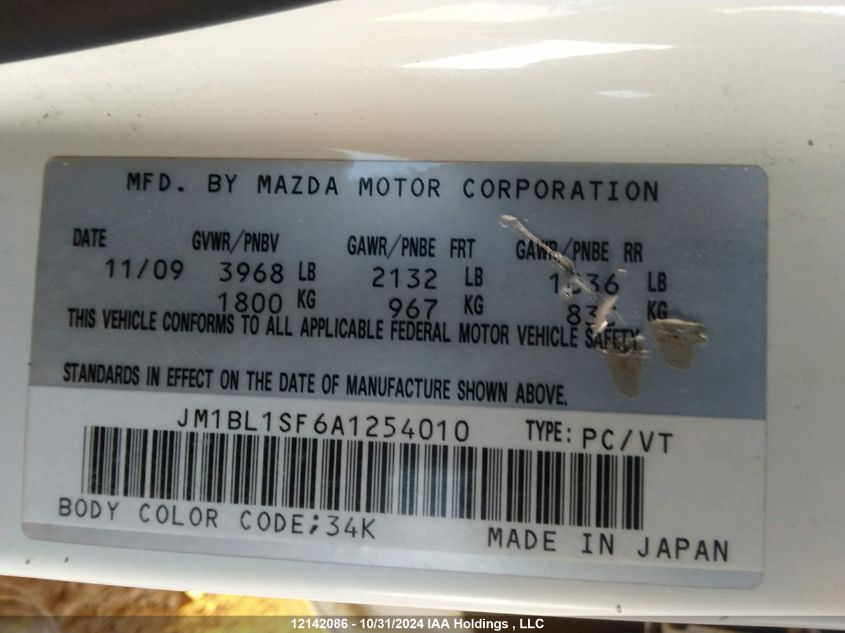 MFD. BY MAZDA MOTOR CORPORATION
DATE GVWR/PNBV GAWR/PNBE FRT GAWR/PNBE RR
11/09 3968 LB 2132 LB LB
1800 KG 967 KG KG
THIS VEHICLE CONFORMS TO ALL APPLICABLE FEDERAL MOTOR VEHICLE SAFETY
STANDARDS IN EFFECT ON THE DATE OF MANUFACTURE SHOWN ABOVE.
JM1BL1SF6A1254010 TYPE: PC/VT
BODY COLOR CODE;34K MADE IN JAPAN
12142086 - 10/31/2024 IAA Holdings , LLC